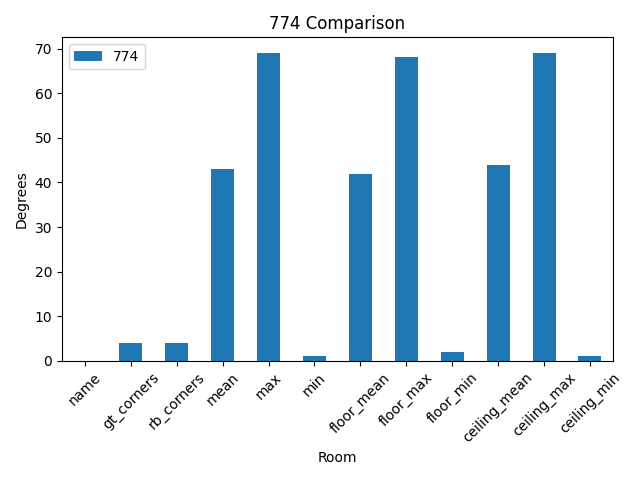 774 Comparison
774
70
60
50
40
30
20
10
0
Degrees
name
gt_corners
rb_corners
mean
max
min
floor_mean
floor_max
floor_min
ceiling_mean
ceiling_max
ceiling_min
Room